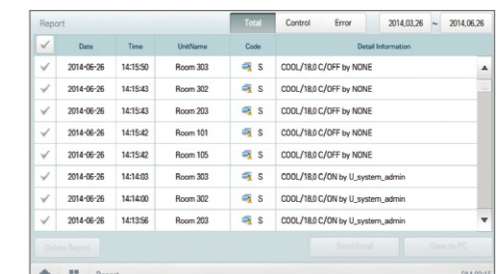 Report Total Control Error 2014.03.26 ~ 2014.06.26
Date Time UnitName Code Detail Information
2014-06-26 14:15:50 Room 303 S COOL/18.0 C/OFF by NONE
2014-06-26 14:15:43 Room 302 S COOL/18.0 C/OFF by NONE
2014-06-26 14:15:43 Room 203 S COOL/18.0 C/OFF by NONE
2014-06-26 14:15:42 Room 101 S COOL/18.0 C/OFF by NONE
2014-06-26 14:15:42 Room 105 S COOL/18.0 C/OFF by NONE
2014-06-26 14:14:03 Room 303 S COOL/18.0 C/ON by U_system_admin
2014-06-26 14:14:00 Room 302 S COOL/18.0 C/ON by U_system_admin
2014-06-26 14:13:56 Room 203 S COOL/18.0 C/ON by U_system_admin
Delete Report Send Email Save to PC
Report